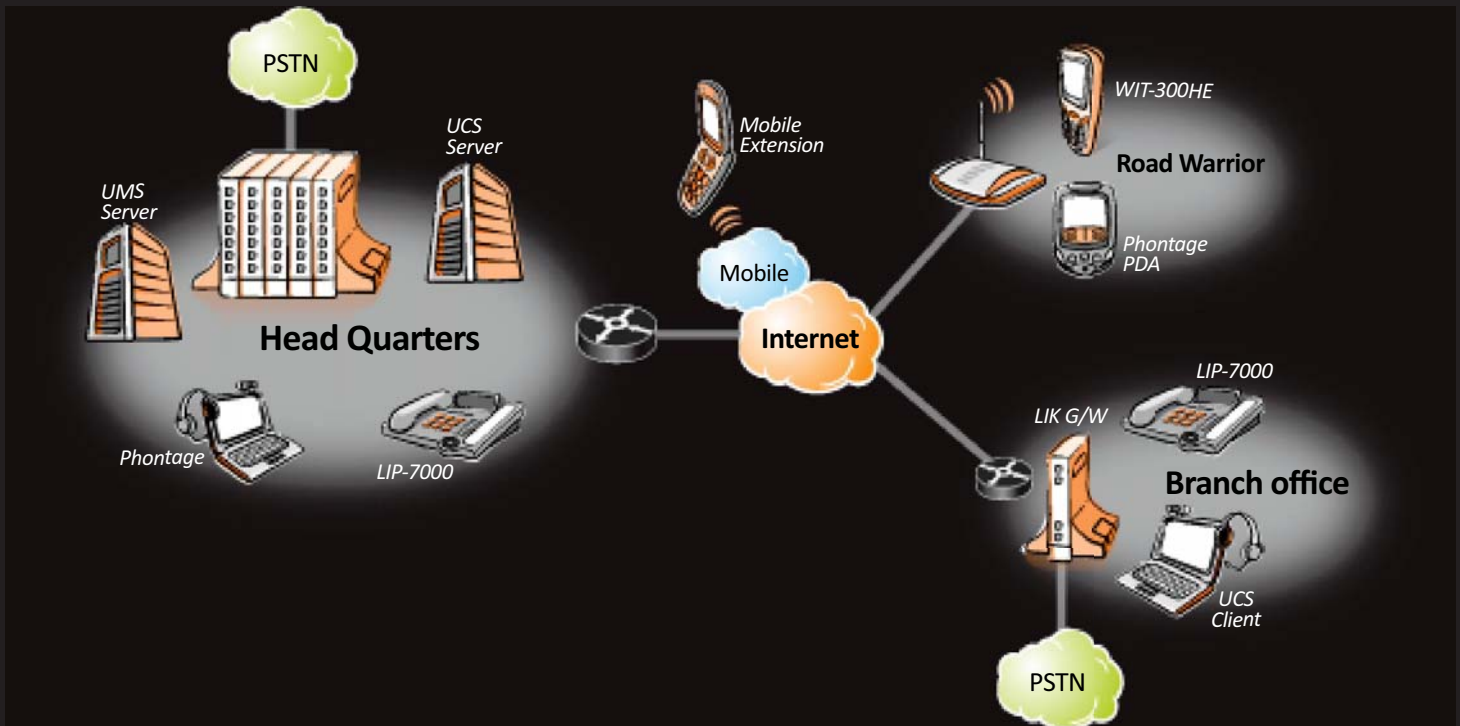 PSTN
UCS
Server
UMS
Server
Head Quarters
Phontage
LIP-7000
Mobile
Extension
Mobile
Internet
WIT-300HE
Road Warrior
Phontage
PDA
LIP-7000
LIK G/W
Branch office
UCS
Client
PSTN